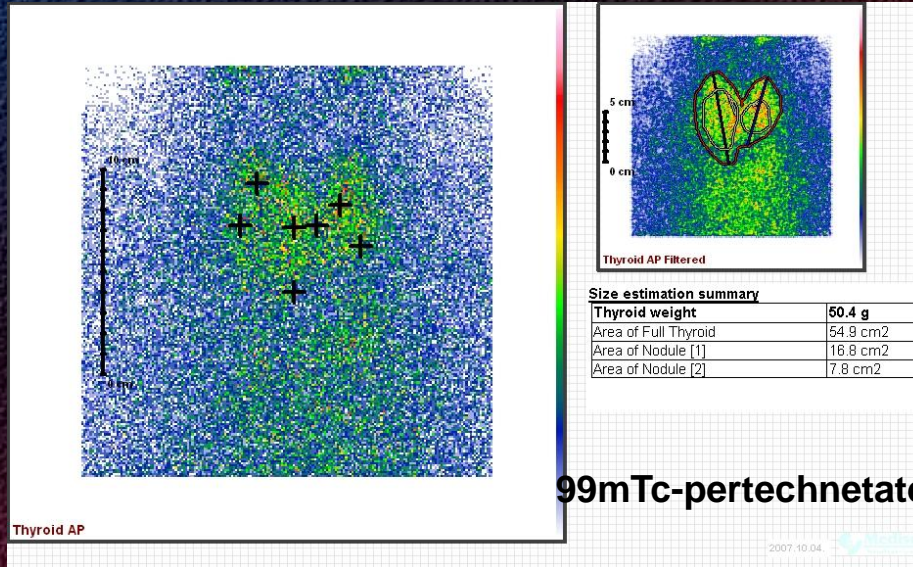 10 cm
0 cm
Thyroid AP
5 cm
0 cm
Thyroid AP Filtered
Size estimation summary
Thyroid weight 50.4 g
Area of Full Thyroid 54.9 cm2
Area of Nodule [1] 16.8 cm2
Area of Nodule [2] 7.8 cm2
99mTc-pertechnetate
2007.10.04.